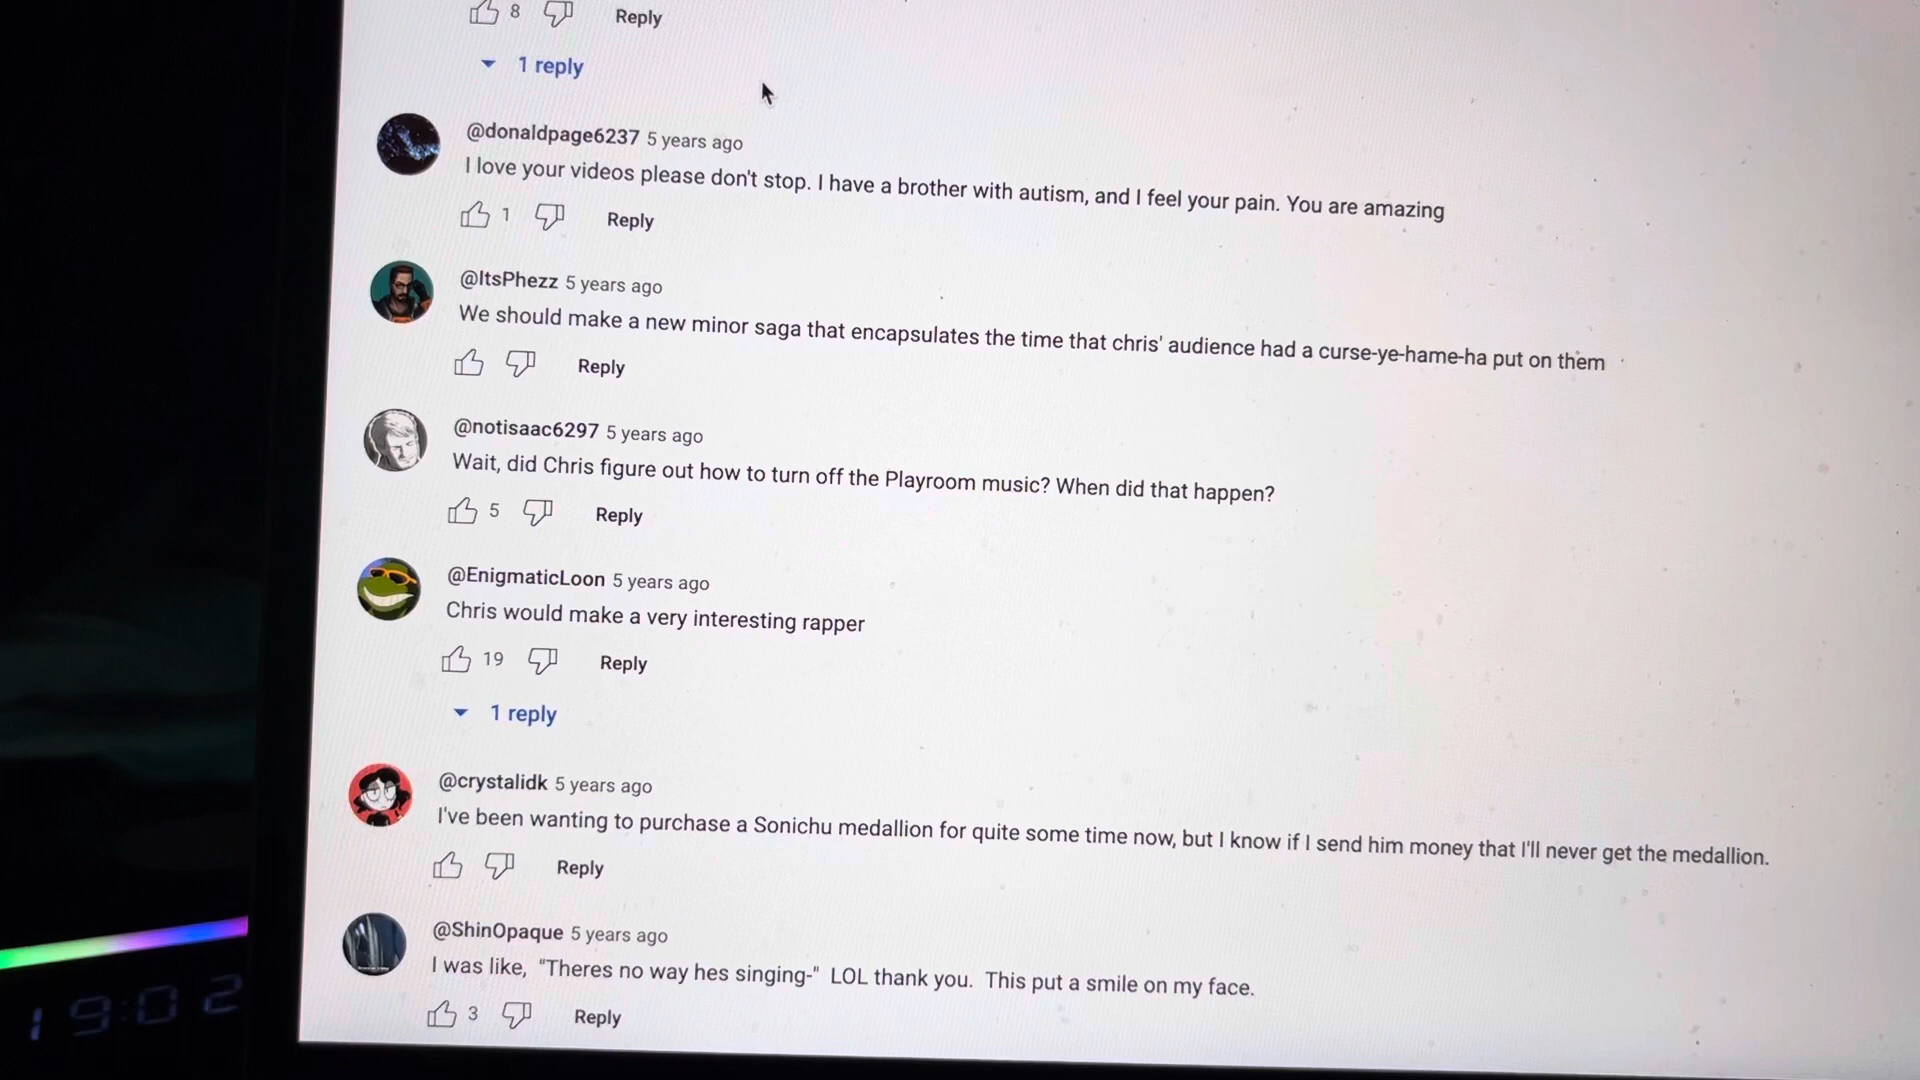 8 Reply
1 reply
@donaldpage6237 5 years ago
I love your videos please don't stop. I have a brother with autism, and I feel your pain. You are amazing
1 Reply
@ItsPhezz 5 years ago
We should make a new minor saga that encapsulates the time that chris' audience had a curse-ye-hame-ha put on them
Reply
@notisaac6297 5 years ago
Wait, did Chris figure out how to turn off the Playroom music? When did that happen?
5 Reply
@EnigmaticLoon 5 years ago
Chris would make a very interesting rapper
19 Reply
1 reply
@crystalidk 5 years ago
I've been wanting to purchase a Sonichu medallion for quite some time now, but I know if I send him money that I'll never get the medallion.
Reply
@ShinOpaque 5 years ago
I was like, "Theres no way hes singing-" LOL thank you. This put a smile on my face.
3 Reply
19:02